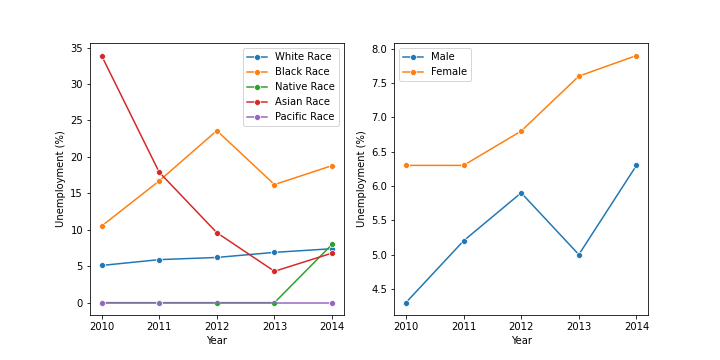 35
30
25
20
15
10
5
0
Unemployment (%)
2010 2011 2012 2013 2014
Year
White Race
Black Race
Native Race
Asian Race
Pacific Race
8.0
7.5
7.0
6.5
6.0
5.5
5.0
4.5
Unemployment (%)
2010 2011 2012 2013 2014
Year
Male
Female